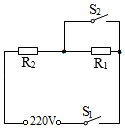 S₂
R₂ R₁
220V S₁